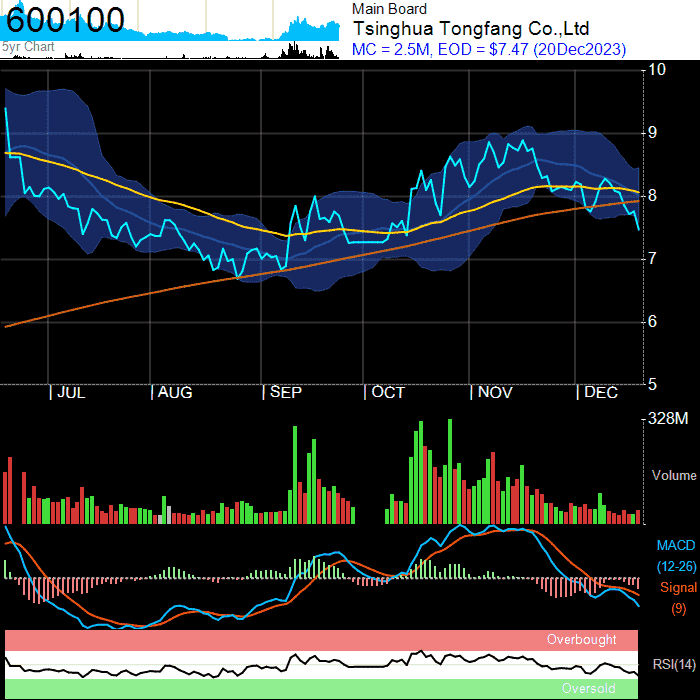 600100
5yr Chart
Main Board
Tsinghua Tongfang Co.,Ltd
MC = 2.5M, EOD = $7.47 (20Dec2023)
10
9
8
7
6
5
| JUL | AUG | SEP | OCT | NOV | DEC
328M
Volume
MACD
(12-26)
Signal
(9)
Overbought
RSI(14)
Oversold